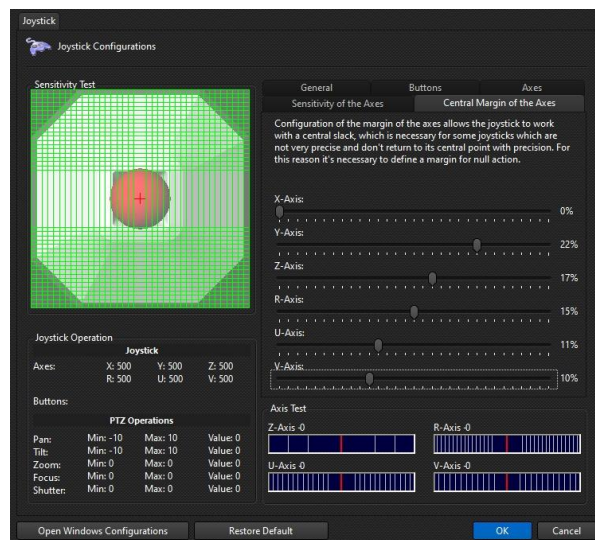 Joystick
Joystick Configurations
Sensitivity Test
General
Buttons
Axes
Sensitivity of the Axes
Central Margin of the Axes
Configuration of the margin of the axes allows the joystick to work
with a central slack, which is necessary for some joysticks which are
not very precise and don't return to its central point with precision. For
this reason it's necessary to define a margin for null action.
X-Axis:
0%
Y-Axis:
22%
Z-Axis:
17%
R-Axis:
15%
U-Axis:
11%
V-Axis:
10%
Joystick Operation
Joystick
Axes: X: 500 Y: 500 Z: 500
R: 500 U: 500 V: 500
Buttons:
PTZ Operations
Pan: Min: -10 Max: 10 Value: 0
Tilt: Min: -10 Max: 10 Value: 0
Zoom: Min: 0 Max: 0 Value: 0
Focus: Min: 0 Max: 0 Value: 0
Shutter: Min: 0 Max: 0 Value: 0
Axis Test
Z-Axis -0
R-Axis -0
U-Axis -0
V-Axis -0
Open Windows Configurations
Restore Default
OK
Cancel